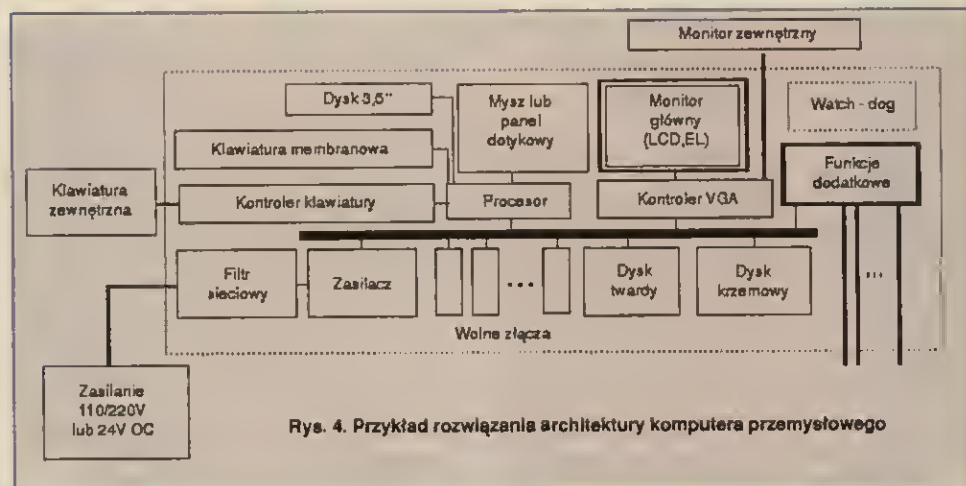 Monitor zewnętrzny
Dysk 3,5"
Mysz lub
panel
dotykowy
Monitor
główny
(LCD,EL)
Watch - dog
Klawiatura membranowa
Funkcje
dodatkowe
Klawiatura
zewnętrzna
Kontroler klawiatury
Procesor
Kontroler VGA
Filtr
sieciowy
Zasilacz
...
Dysk
twardy
Dysk
krzemowy
...
Wolne złącza
Zasilanie
110/220V
lub 24V OC
Rys. 4. Przykład rozwiązania architektury komputera przemysłowego